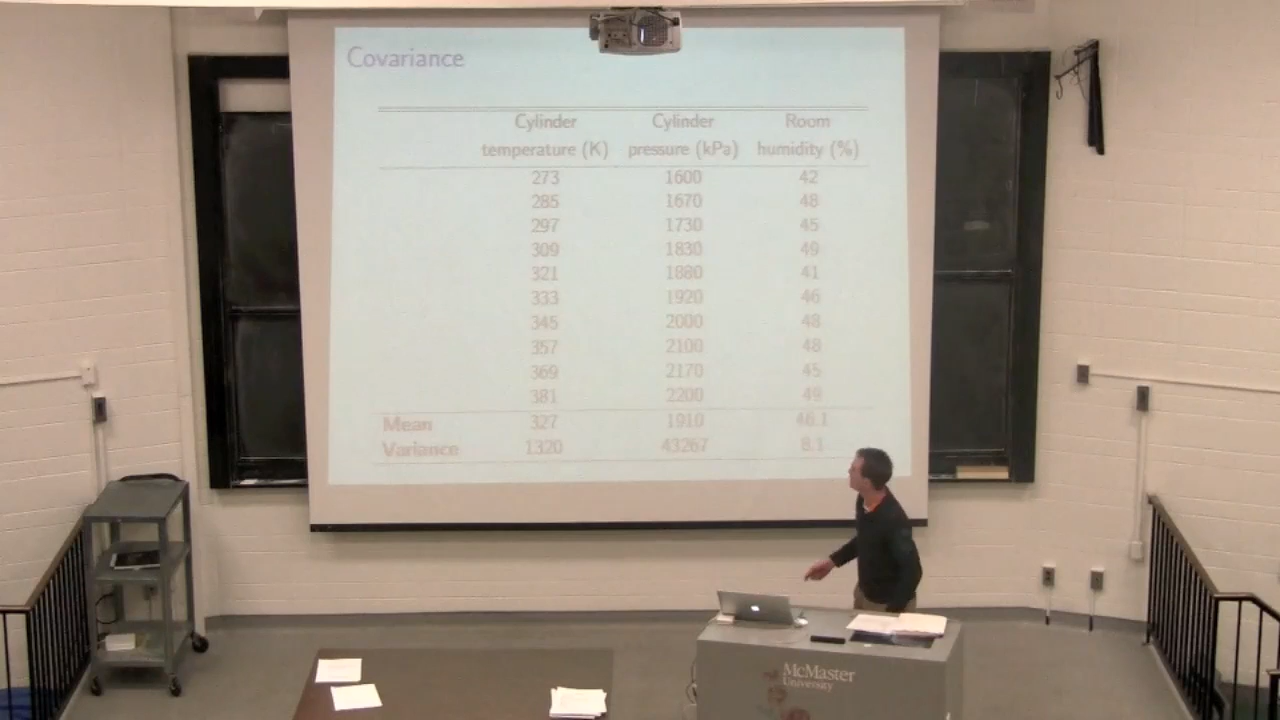 Covariance
Cylinder Cylinder Room
temperature (K) pressure (kPa) humidity (%)
273 1600 42
285 1670 48
297 1730 45
309 1830 49
321 1880 41
333 1920 46
345 2000 48
357 2100 48
369 2170 45
381 2200 49
Mean 327 1910 46.1
Variance 1320 43267 8.1
McMaster
University